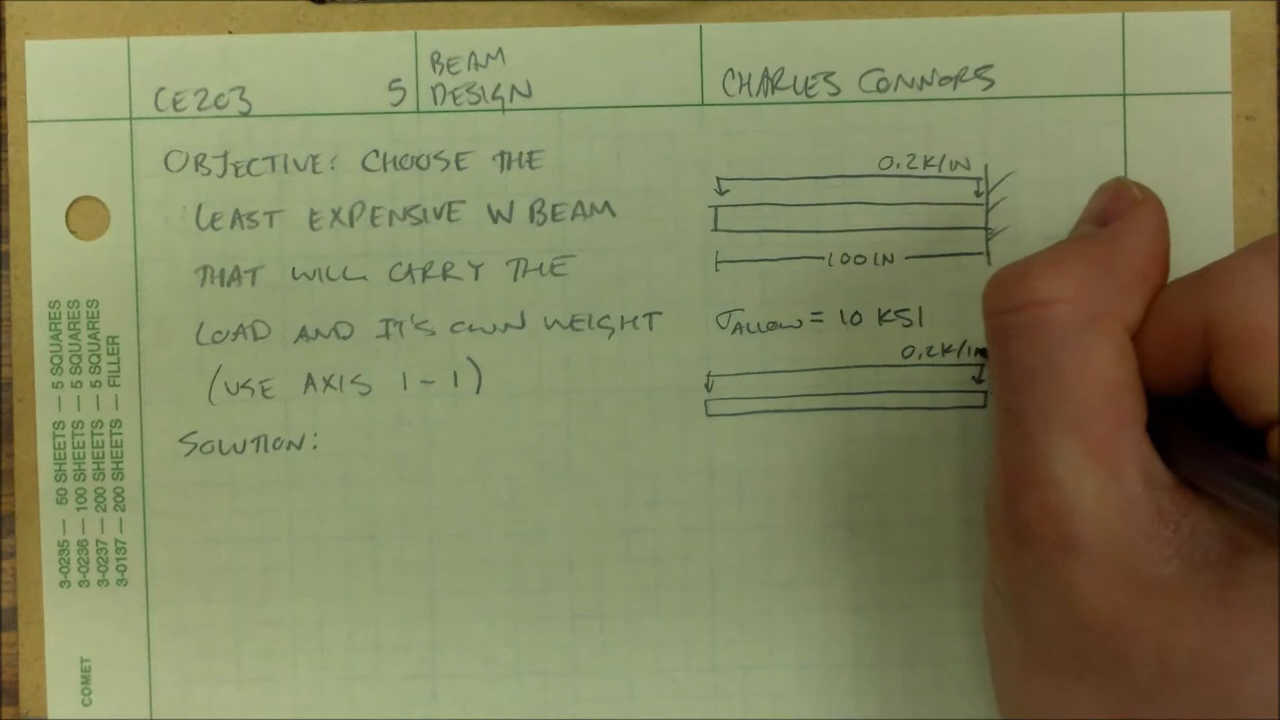 CE203
5
BEAM
DESIGN
CHARLES CONNORS
OBJECTIVE: CHOOSE THE
LEAST EXPENSIVE W BEAM
THAT WILL CARRY THE
LOAD AND IT'S OWN WEIGHT
(USE AXIS 1-1)
SOLUTION:
0.2K/IN
100IN
σALLOW = 10 KSI
0.2K/IN
3-0235 — 50 SHEETS — 5 SQUARES
3-0236 — 100 SHEETS — 5 SQUARES
3-0237 — 200 SHEETS — 5 SQUARES
3-0137 — 200 SHEETS — FILLER
COMET